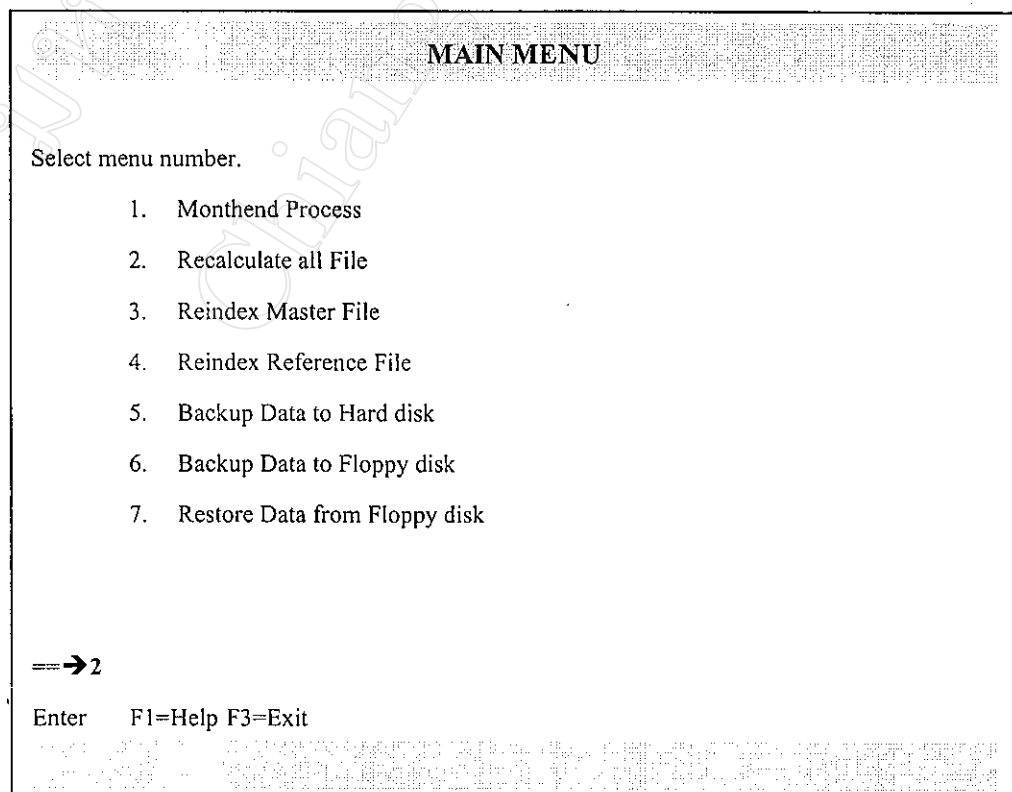 MAIN MENU
Select menu number.
1. Monthend Process
2. Recalculate all File
3. Reindex Master File
4. Reindex Reference File
5. Backup Data to Hard disk
6. Backup Data to Floppy disk
7. Restore Data from Floppy disk
==➔2
Enter F1=Help F3=Exit